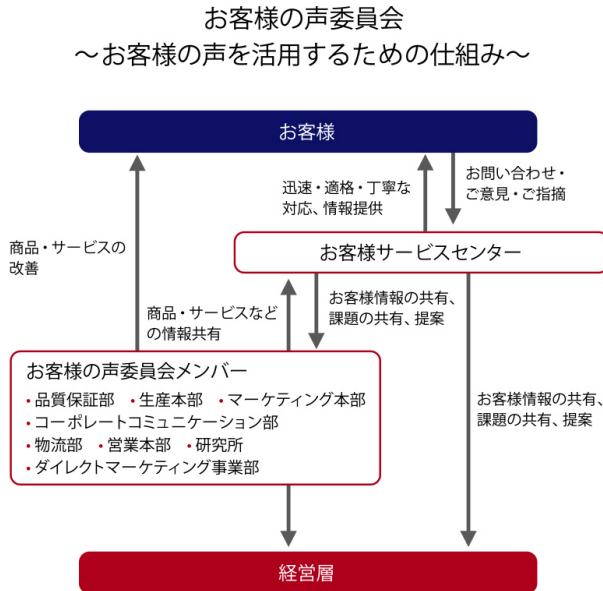 お客様の声委員会
～お客様の声を活用するための仕組み～
お客様
迅速・適格・丁寧な
対応、情報提供
お問い合わせ・
ご意見・ご指摘
お客様サービスセンター
商品・サービスの
改善
商品・サービスなど
の情報共有
お客様情報の共有、
課題の共有、提案
お客様の声委員会メンバー
・品質保証部 ・生産本部 ・マーケティング本部
・コーポレートコミュニケーション部
・物流部 ・営業本部 ・研究所
・ダイレクトマーケティング事業部
お客様情報の共有、
課題の共有、提案
経営層